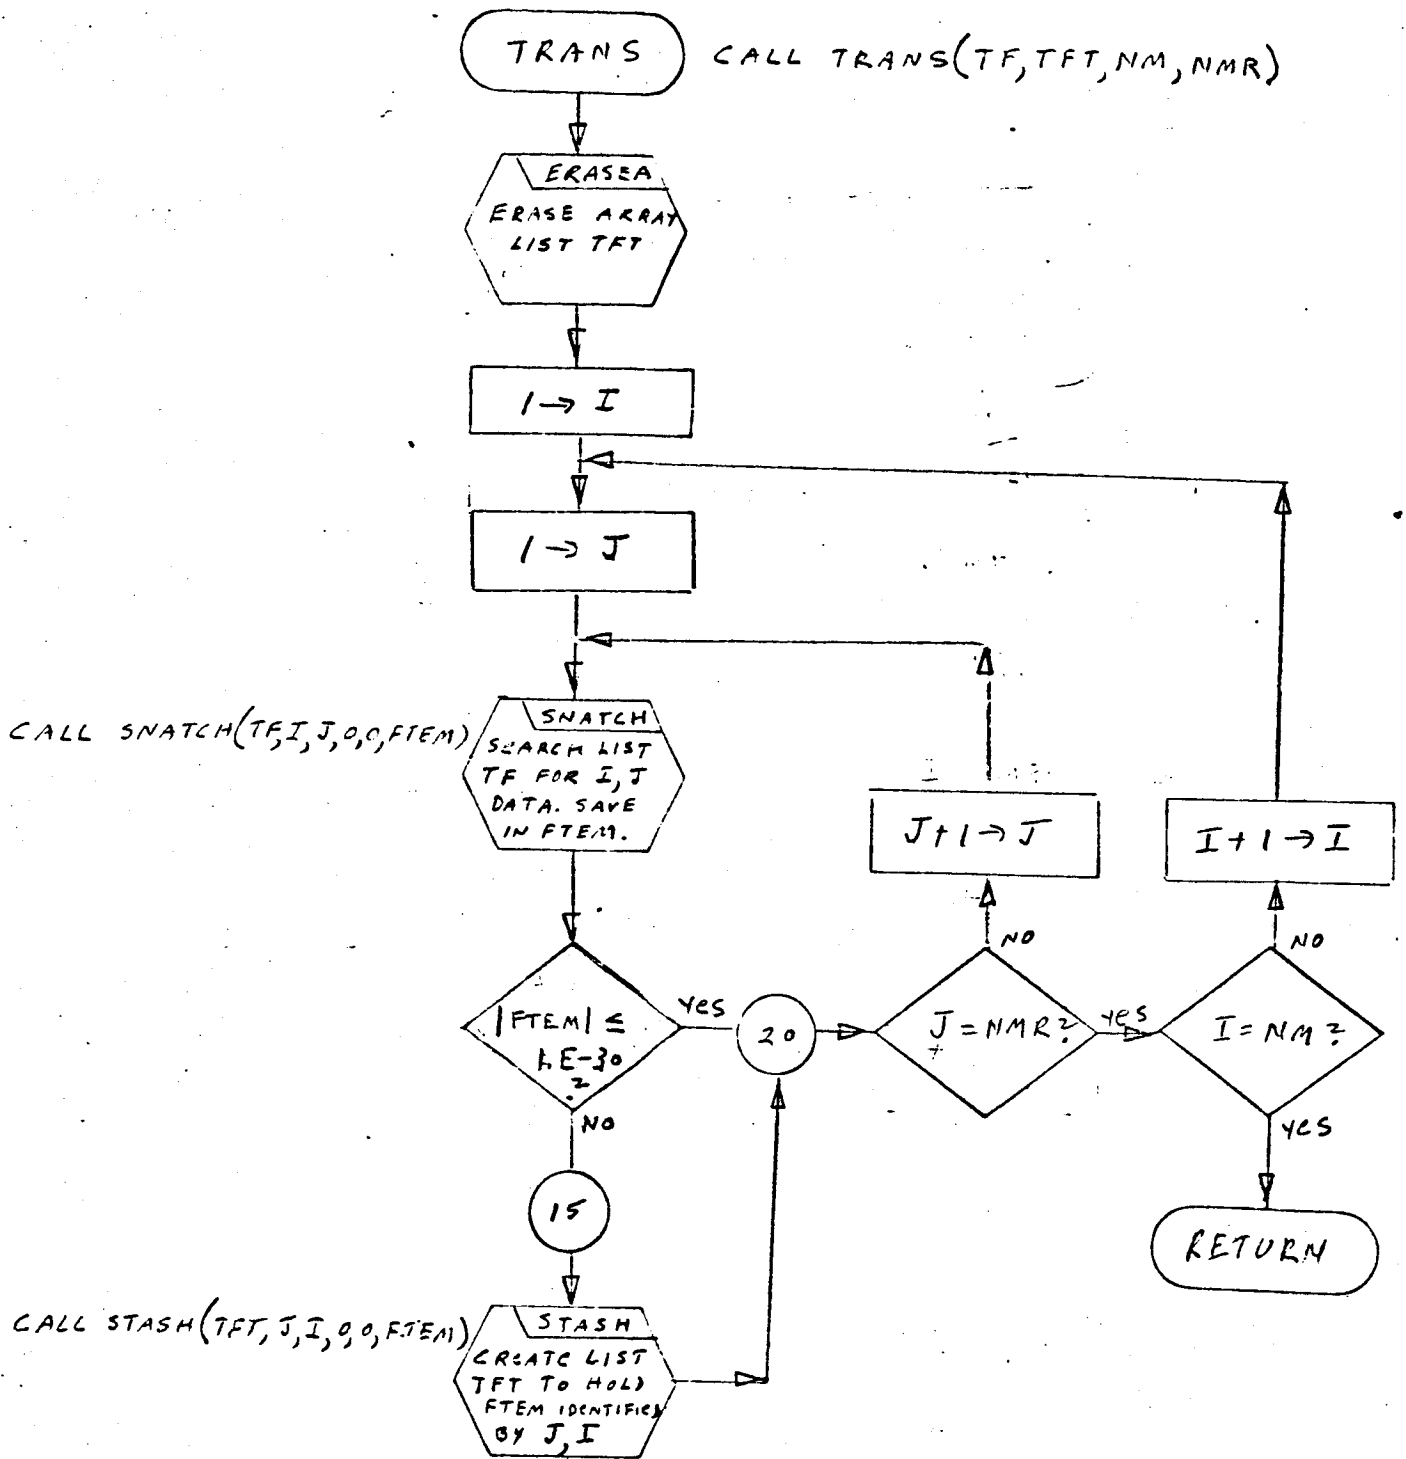 TRANS
CALL TRANS(TF,TFT,NM,NMR)
ERASEA
ERASE ARRAY
LIST TFT
1→ I
1→ J
CALL SNATCH(TF,I,J,0,0,FTEM)
SNATCH
SEARCH LIST
TF FOR I,J
DATA. SAVE
IN FTEM.
J+1→J
I+1→I
NO
NO
|FTEM| ≤
1.E-30
?
yes
20
J=NMR?
yes
I=NM?
NO
yes
15
RETURN
CALL STASH(TFT,J,I,0,0,FTEM)
STASH
CREATE LIST
TFT TO HOLD
FTEM IDENTIFIED
BY J,I